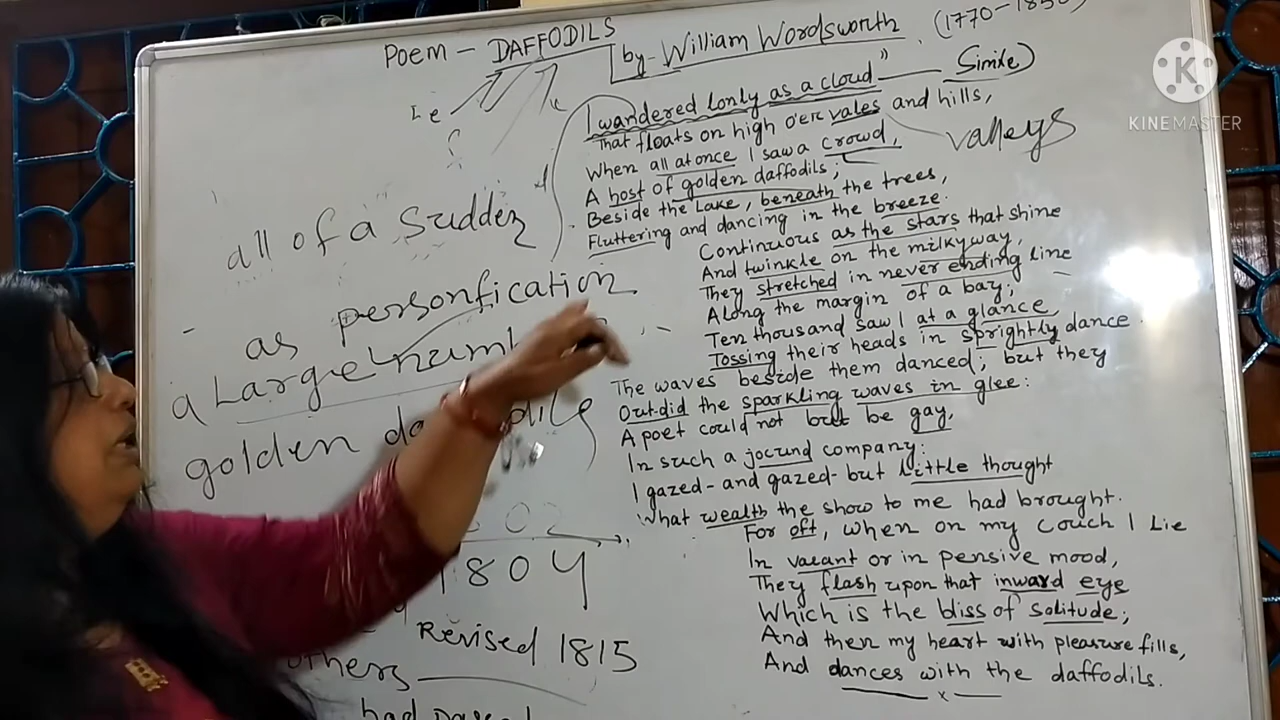 Poem - DAFFODILS
by - William Wordsworth
(1770-1850)
I wandered lonly as a cloud" Simile)
That floats on high o'er vales and hills,
valleys
When all at once I saw a crowd,
A host of golden daffodils;
Beside the Lake, beneath the trees,
Fluttering and dancing in the breeze.
Continuous as the stars that shine
And twinkle on the milkyway,
They stretched in never ending line
Along the margin of a bay;
Ten thousand saw I at a glance,
Tossing their heads in sprightly dance.
The waves beside them danced; but they
Out-did the sparkling waves in glee:
A poet could not but be gay,
In such a jocund company:
I gazed - and gazed - but little thought
What wealth the show to me had brought.
For oft, when on my couch I Lie
In vacant or in pensive mood,
They flash upon that inward eye
Which is the bliss of solitude;
And then my heart with pleasure fills,
And dances with the daffodils.
x
all of a Sudden
as personfication
a Large num
golden da dils
02
1804
Revised 1815
others
had
KINEMASTER